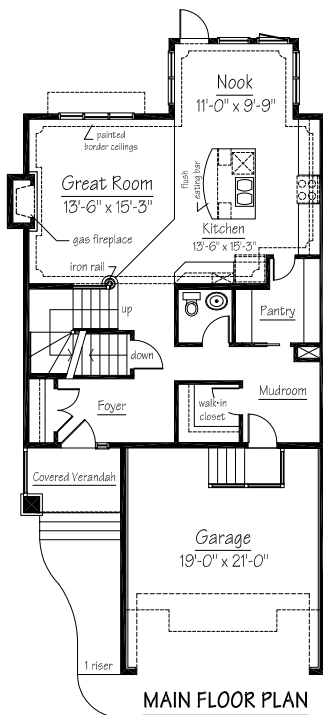 Nook
11'-0" x 9'-9"
painted
border ceilings
Great Room
13'-6" x 15'-3"
flush
eating bar
Kitchen
13'-6" x 15'-3"
gas fireplace
iron rail
up
Pantry
down
Foyer
walk-in
closet
Mudroom
Covered Verandah
Garage
19'-0" x 21'-0"
1 riser
MAIN FLOOR PLAN